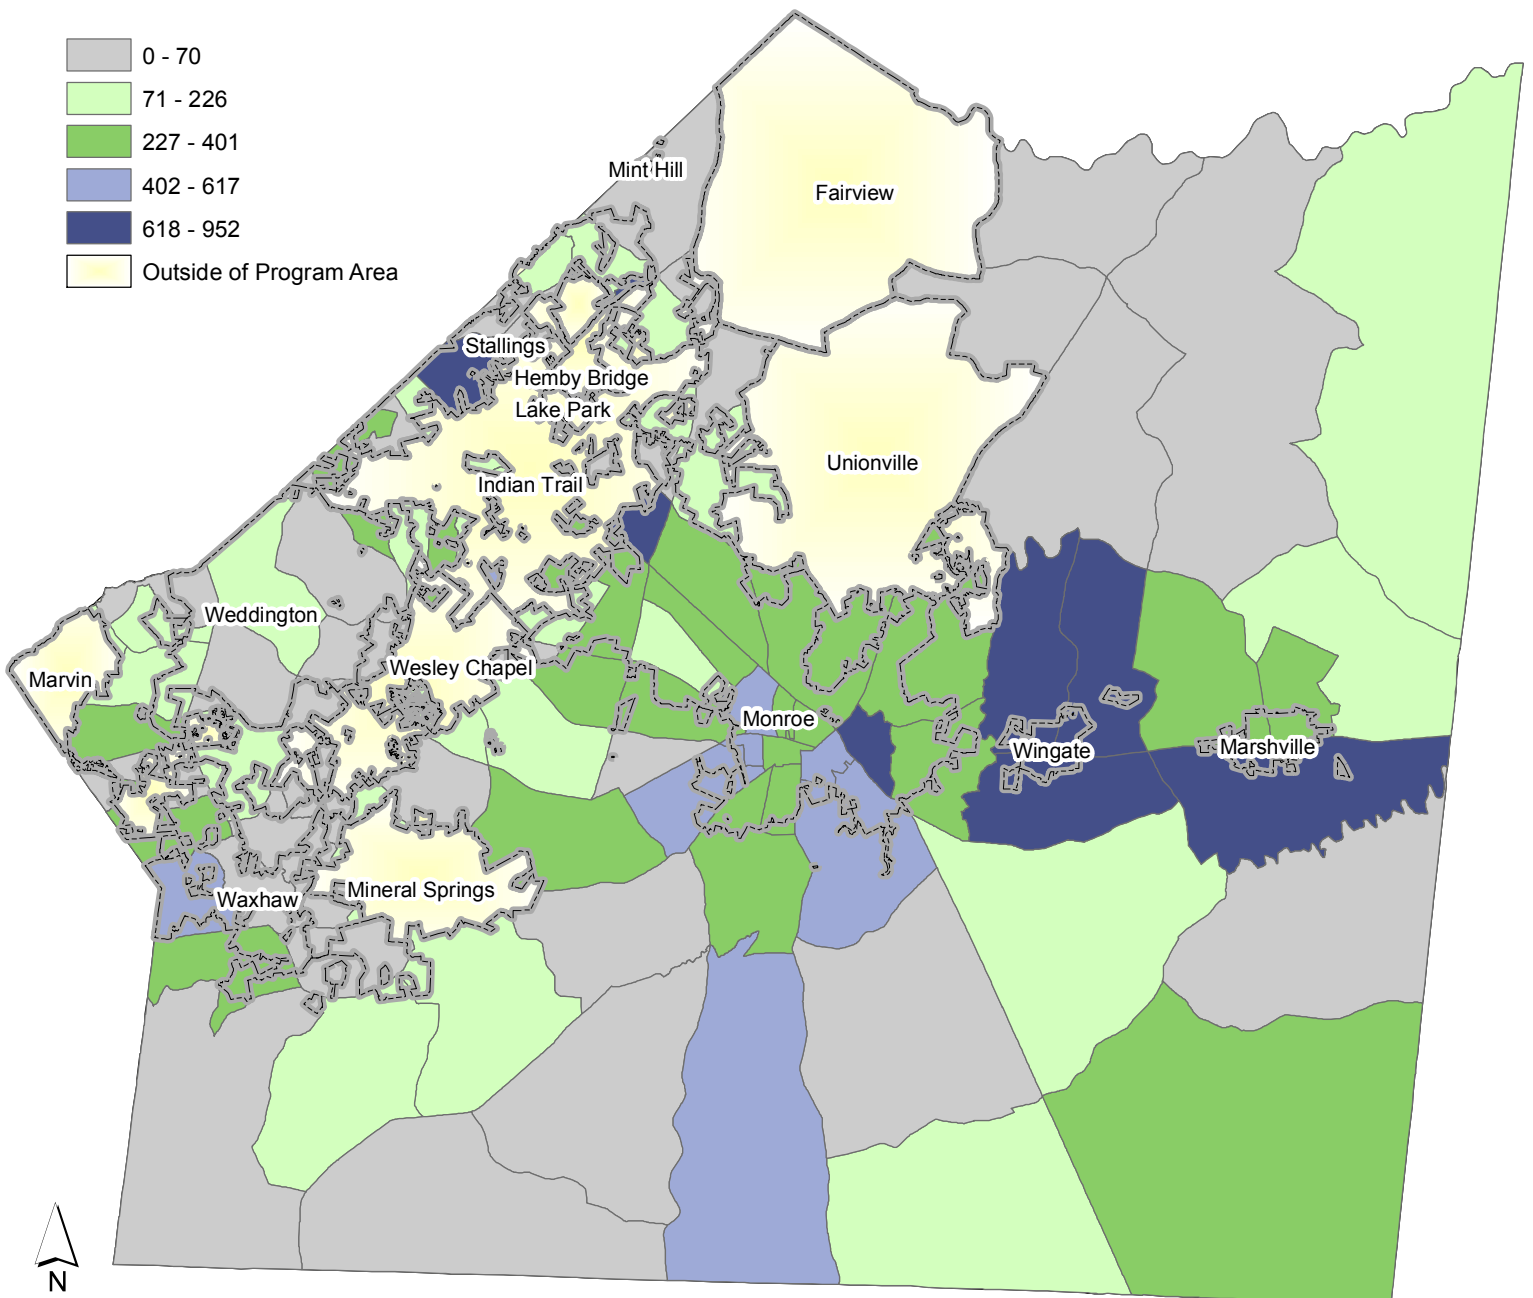 0 - 70
71 - 226
227 - 401
402 - 617
618 - 952
Outside of Program Area
Mint Hill
Fairview
Stallings
Hemby Bridge
Lake Park
Unionville
Indian Trail
Weddington
Wesley Chapel
Marvin
Monroe
Wingate
Marshville
Mineral Springs
Waxhaw
N